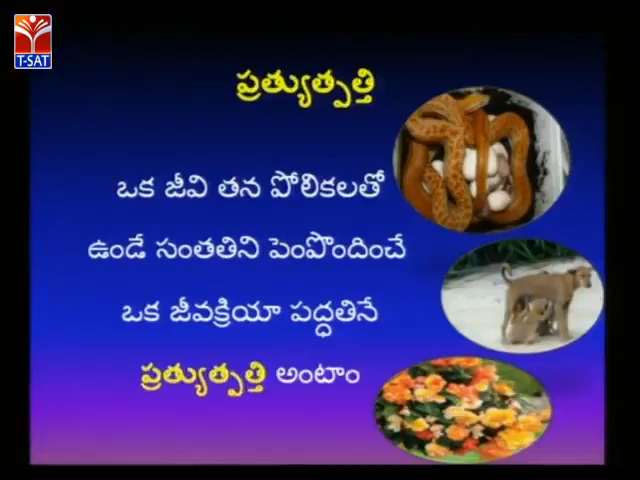 T-SAT
ప్రత్యుత్పత్తి
ఒక జీవి తన పోలికలతో
ఉండే సంతతిని పెంపొందించే
ఒక జీవక్రియా పద్ధతినే
ప్రత్యుత్పత్తి అంటాం